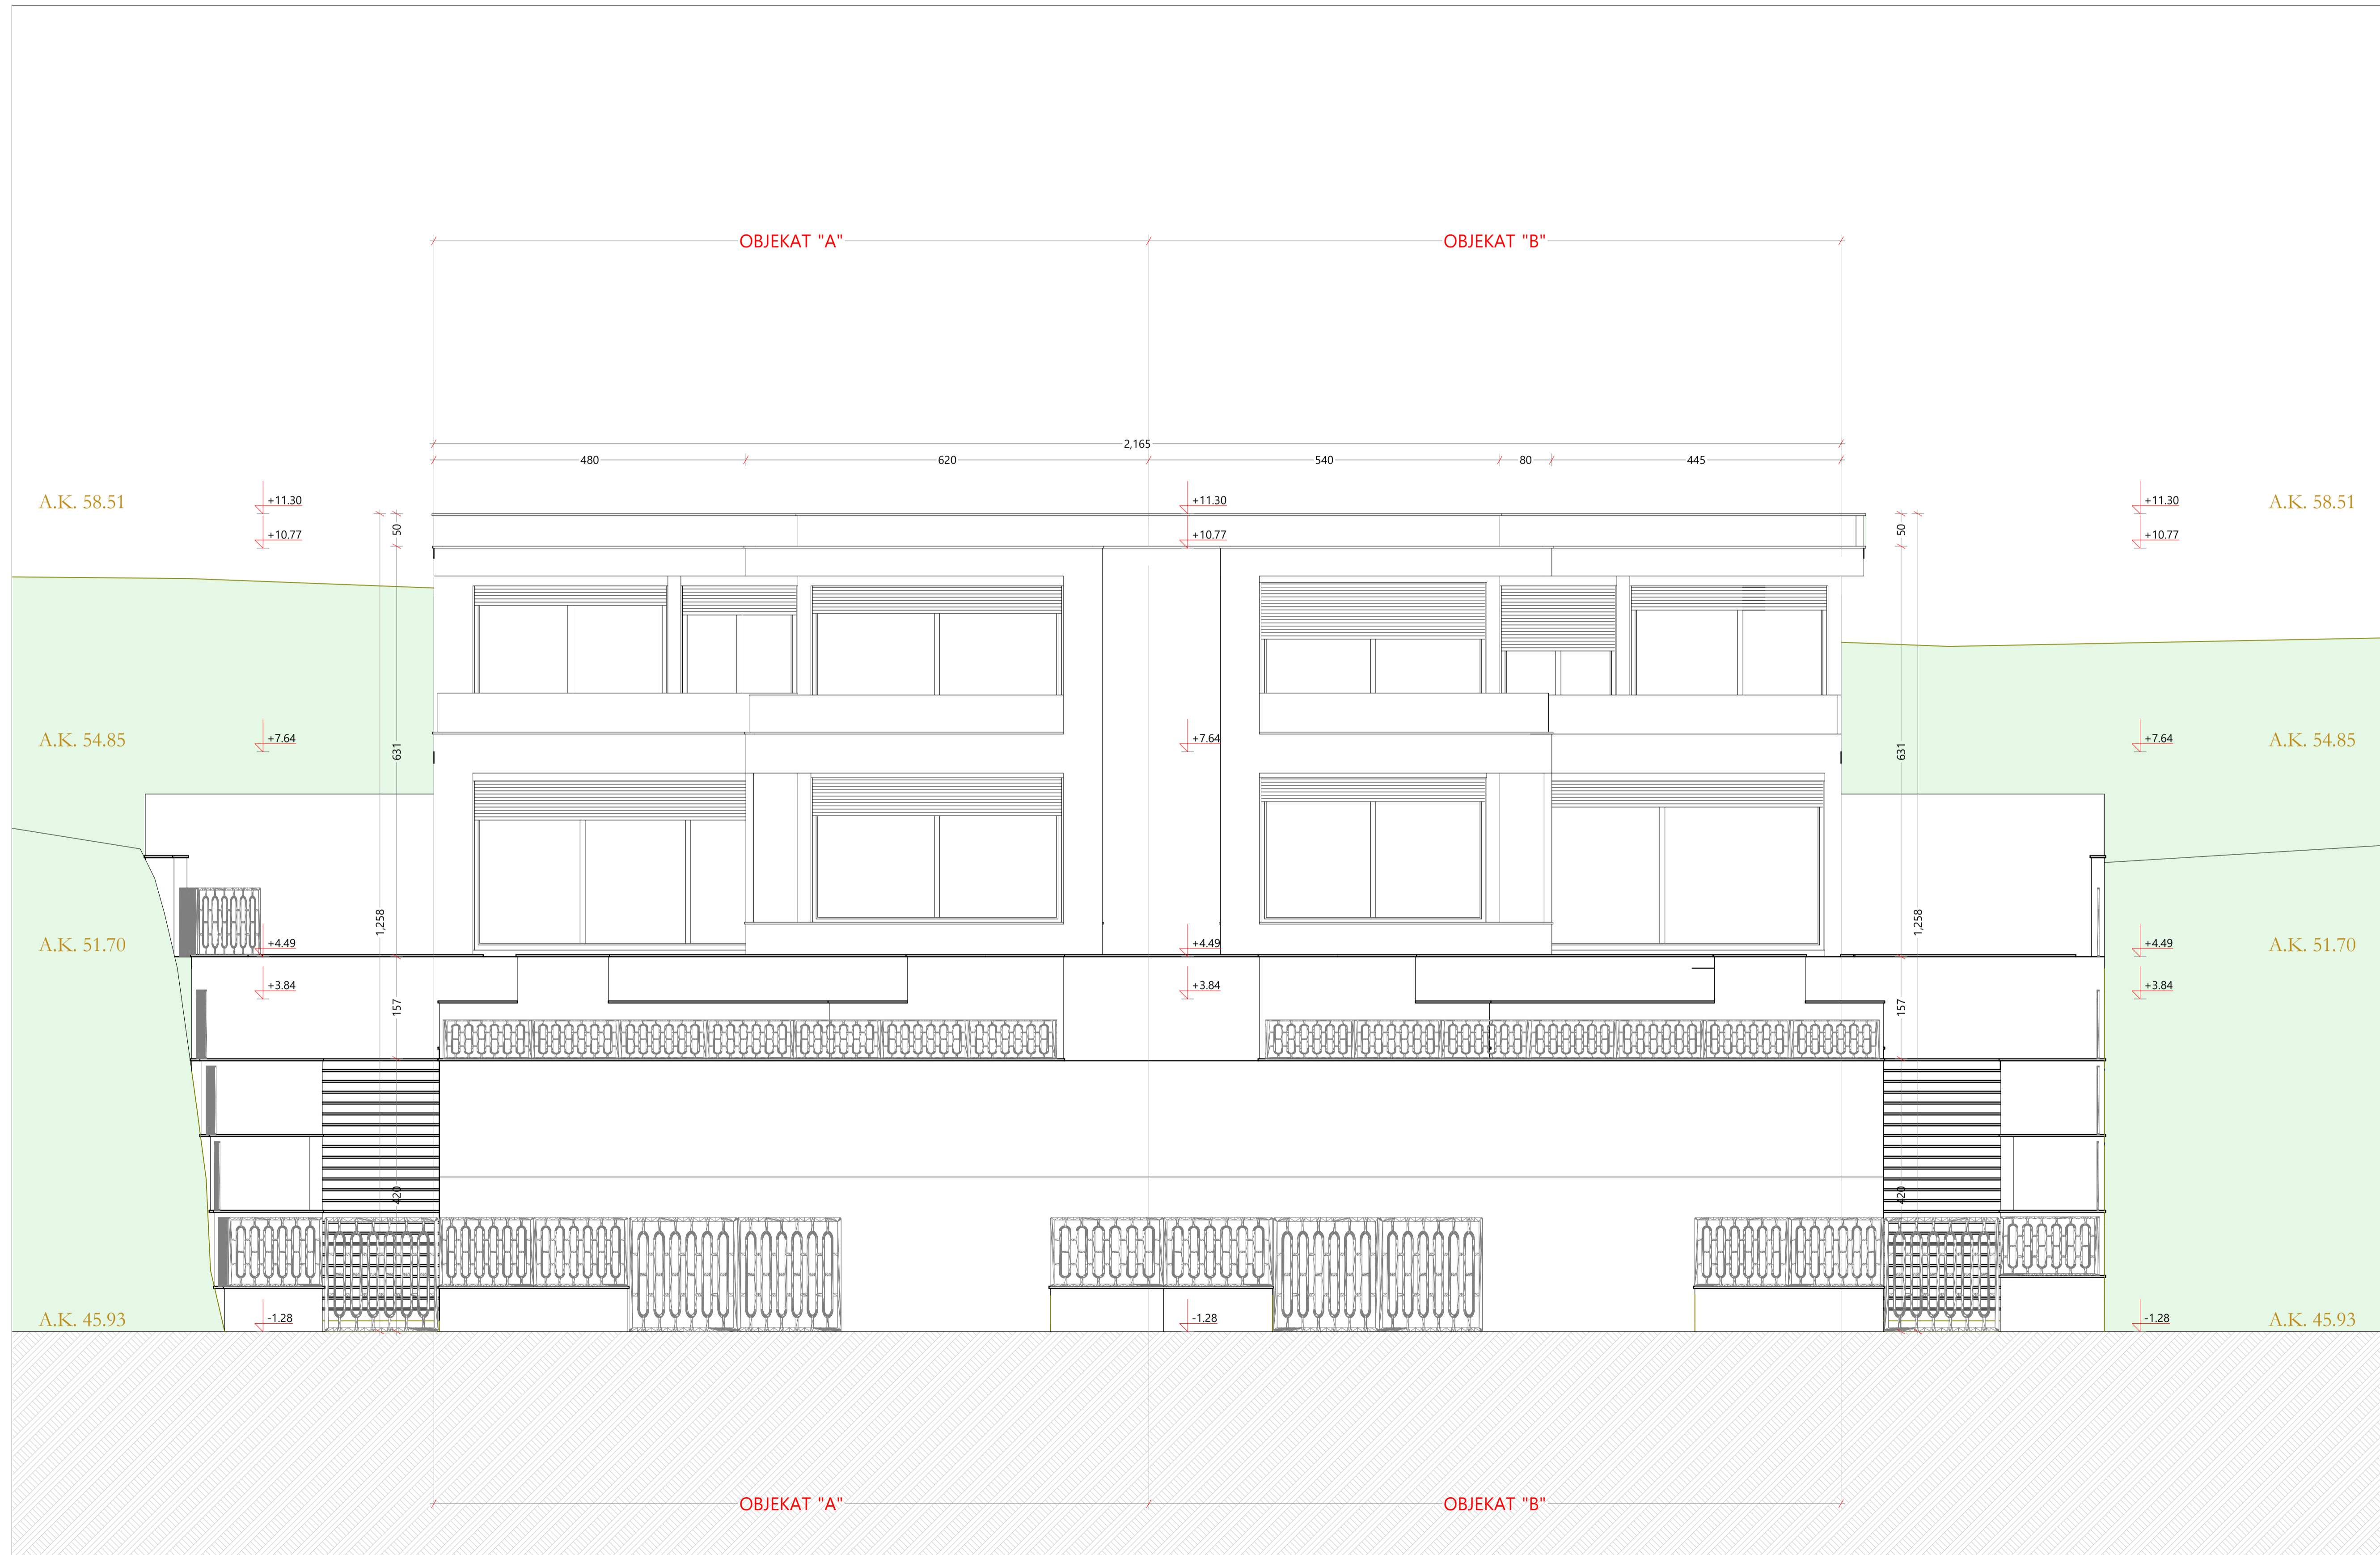 OBJEKAT "A" OBJEKAT "B"
2,165
480 620 540 80 445
A.K. 58.51 +11.30 +11.30 +11.30 A.K. 58.51
50 50
+10.77 +10.77 +10.77
A.K. 54.85 +7.64 +7.64 +7.64 A.K. 54.85
631 631
1,258 1,258
A.K. 51.70 +4.49 +4.49 +4.49 A.K. 51.70
+3.84 +3.84 +3.84
157 157
420 420
A.K. 45.93 -1.28 -1.28 -1.28 A.K. 45.93
OBJEKAT "A" OBJEKAT "B"